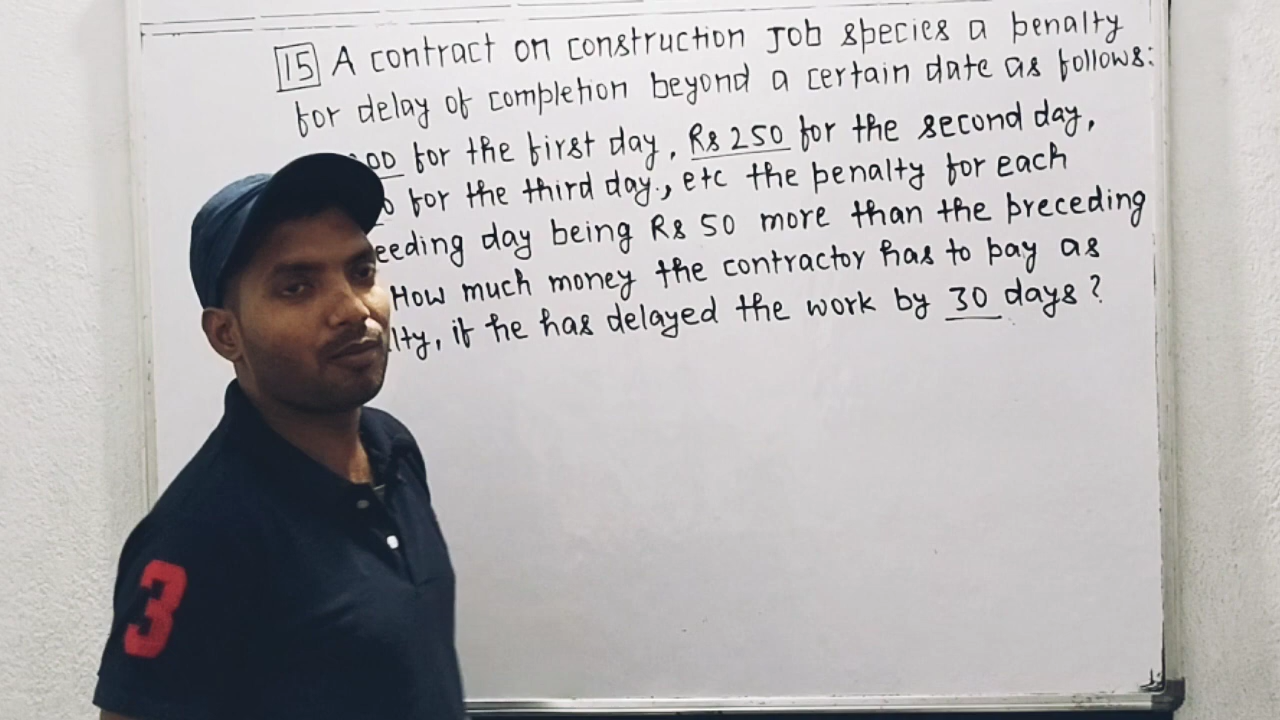 15 A contract on construction Job species a penalty
for delay of completion beyond a certain date as follows:
for the first day, Rs 250 for the second day,
for the third day., etc the penalty for each
day being Rs 50 more than the preceding
How much money the contractor has to pay as
if he has delayed the work by 30 days?
3